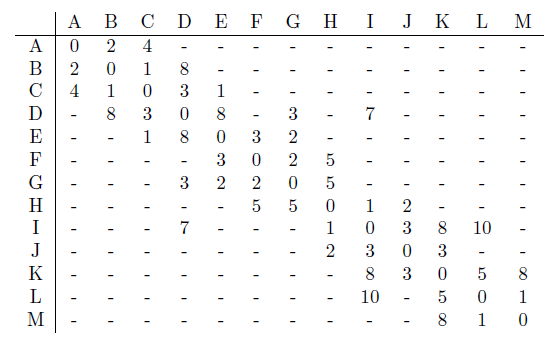 A B C D E F G H I J K L M
A 0 2 4 - - - - - - - - - -
B 2 0 1 8 - - - - - - - - -
C 4 1 0 3 1 - - - - - - - -
D - 8 3 0 8 - 3 - 7 - - - -
E - - 1 8 0 3 2 - - - - - -
F - - - - 3 0 2 5 - - - - -
G - - - 3 2 2 0 5 - - - - -
H - - - - - 5 5 0 1 2 - - -
I - - - 7 - - - 1 0 3 8 10 -
J - - - - - - - 2 3 0 3 - -
K - - - - - - - - 8 3 0 5 8
L - - - - - - - - 10 - 5 0 1
M - - - - - - - - - - 8 1 0